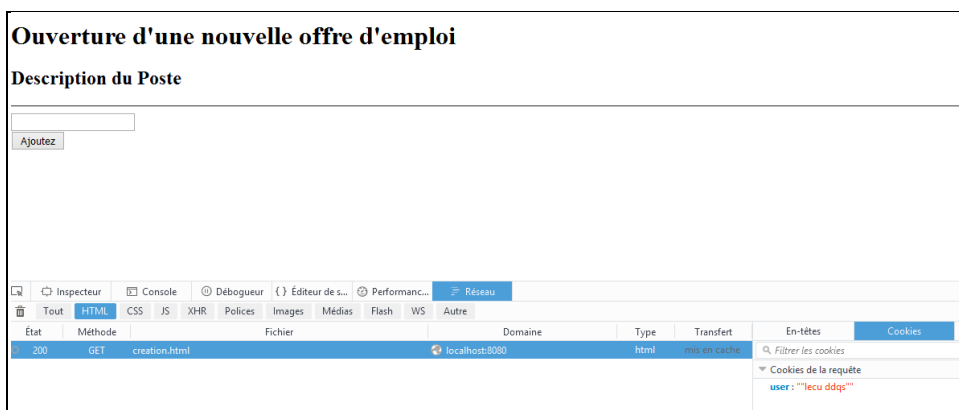 Ouverture d'une nouvelle offre d'emploi
Description du Poste
Ajoutez
Inspecteur Console Débogueur { } Éditeur de s... Performanc... Réseau
Tout HTML CSS JS XHR Polices Images Médias Flash WS Autre
État Méthode Fichier Domaine Type Transfert En-têtes Cookies
200 GET creation.html localhost:8080 html mis en cache Filtrer les cookies
Cookies de la requête
user : ""lecu ddqs""